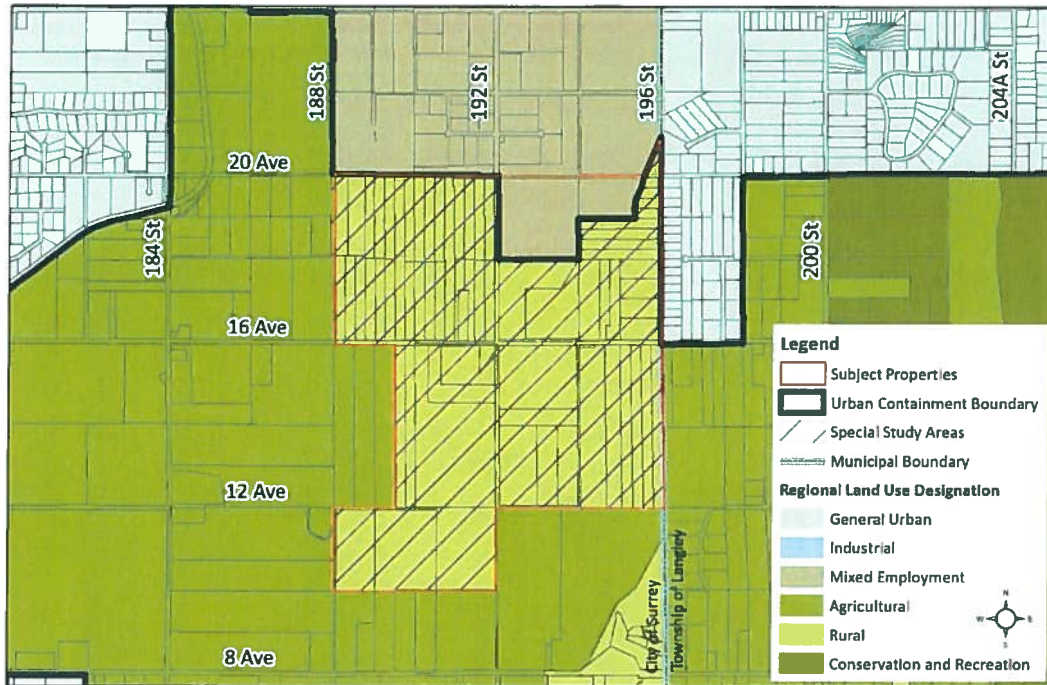 188 St
192 St
196 St
204A St
20 Ave
184 St
200 St
16 Ave
Legend
Subject Properties
Urban Containment Boundary
Special Study Areas
Municipal Boundary
Regional Land Use Designation
General Urban
Industrial
Mixed Employment
Agricultural
Rural
Conservation and Recreation
12 Ave
City of Surrey
Township of Langley
8 Ave
N
W
E
S